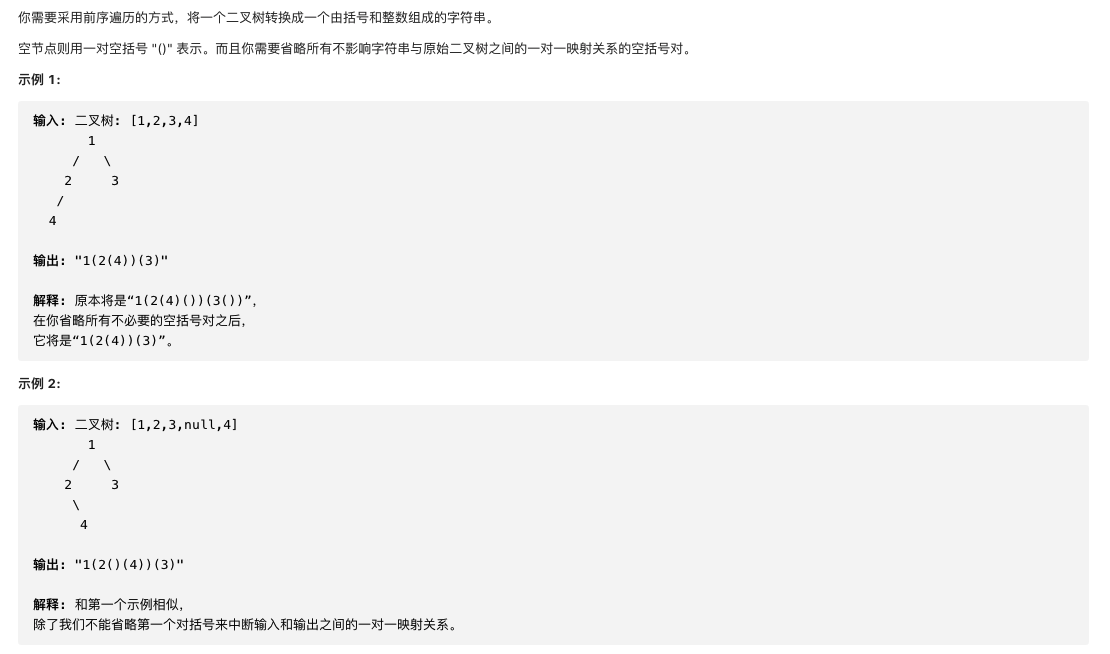 你需要采用前序遍历的方式，将一个二叉树转换成一个由括号和整数组成的字符串。
空节点则用一对空括号 "()" 表示。而且你需要省略所有不影响字符串与原始二叉树之间的一对一映射关系的空括号对。
示例 1:
输入: 二叉树: [1,2,3,4]
1
/ \
2 3
/
4
输出: "1(2(4))(3)"
解释: 原本将是“1(2(4)())(3())”，
在你省略所有不必要的空括号对之后，
它将是“1(2(4))(3)”。
示例 2:
输入: 二叉树: [1,2,3,null,4]
1
/ \
2 3
\
4
输出: "1(2()(4))(3)"
解释: 和第一个示例相似，
除了我们不能省略第一个对括号来中断输入和输出之间的一对一映射关系。